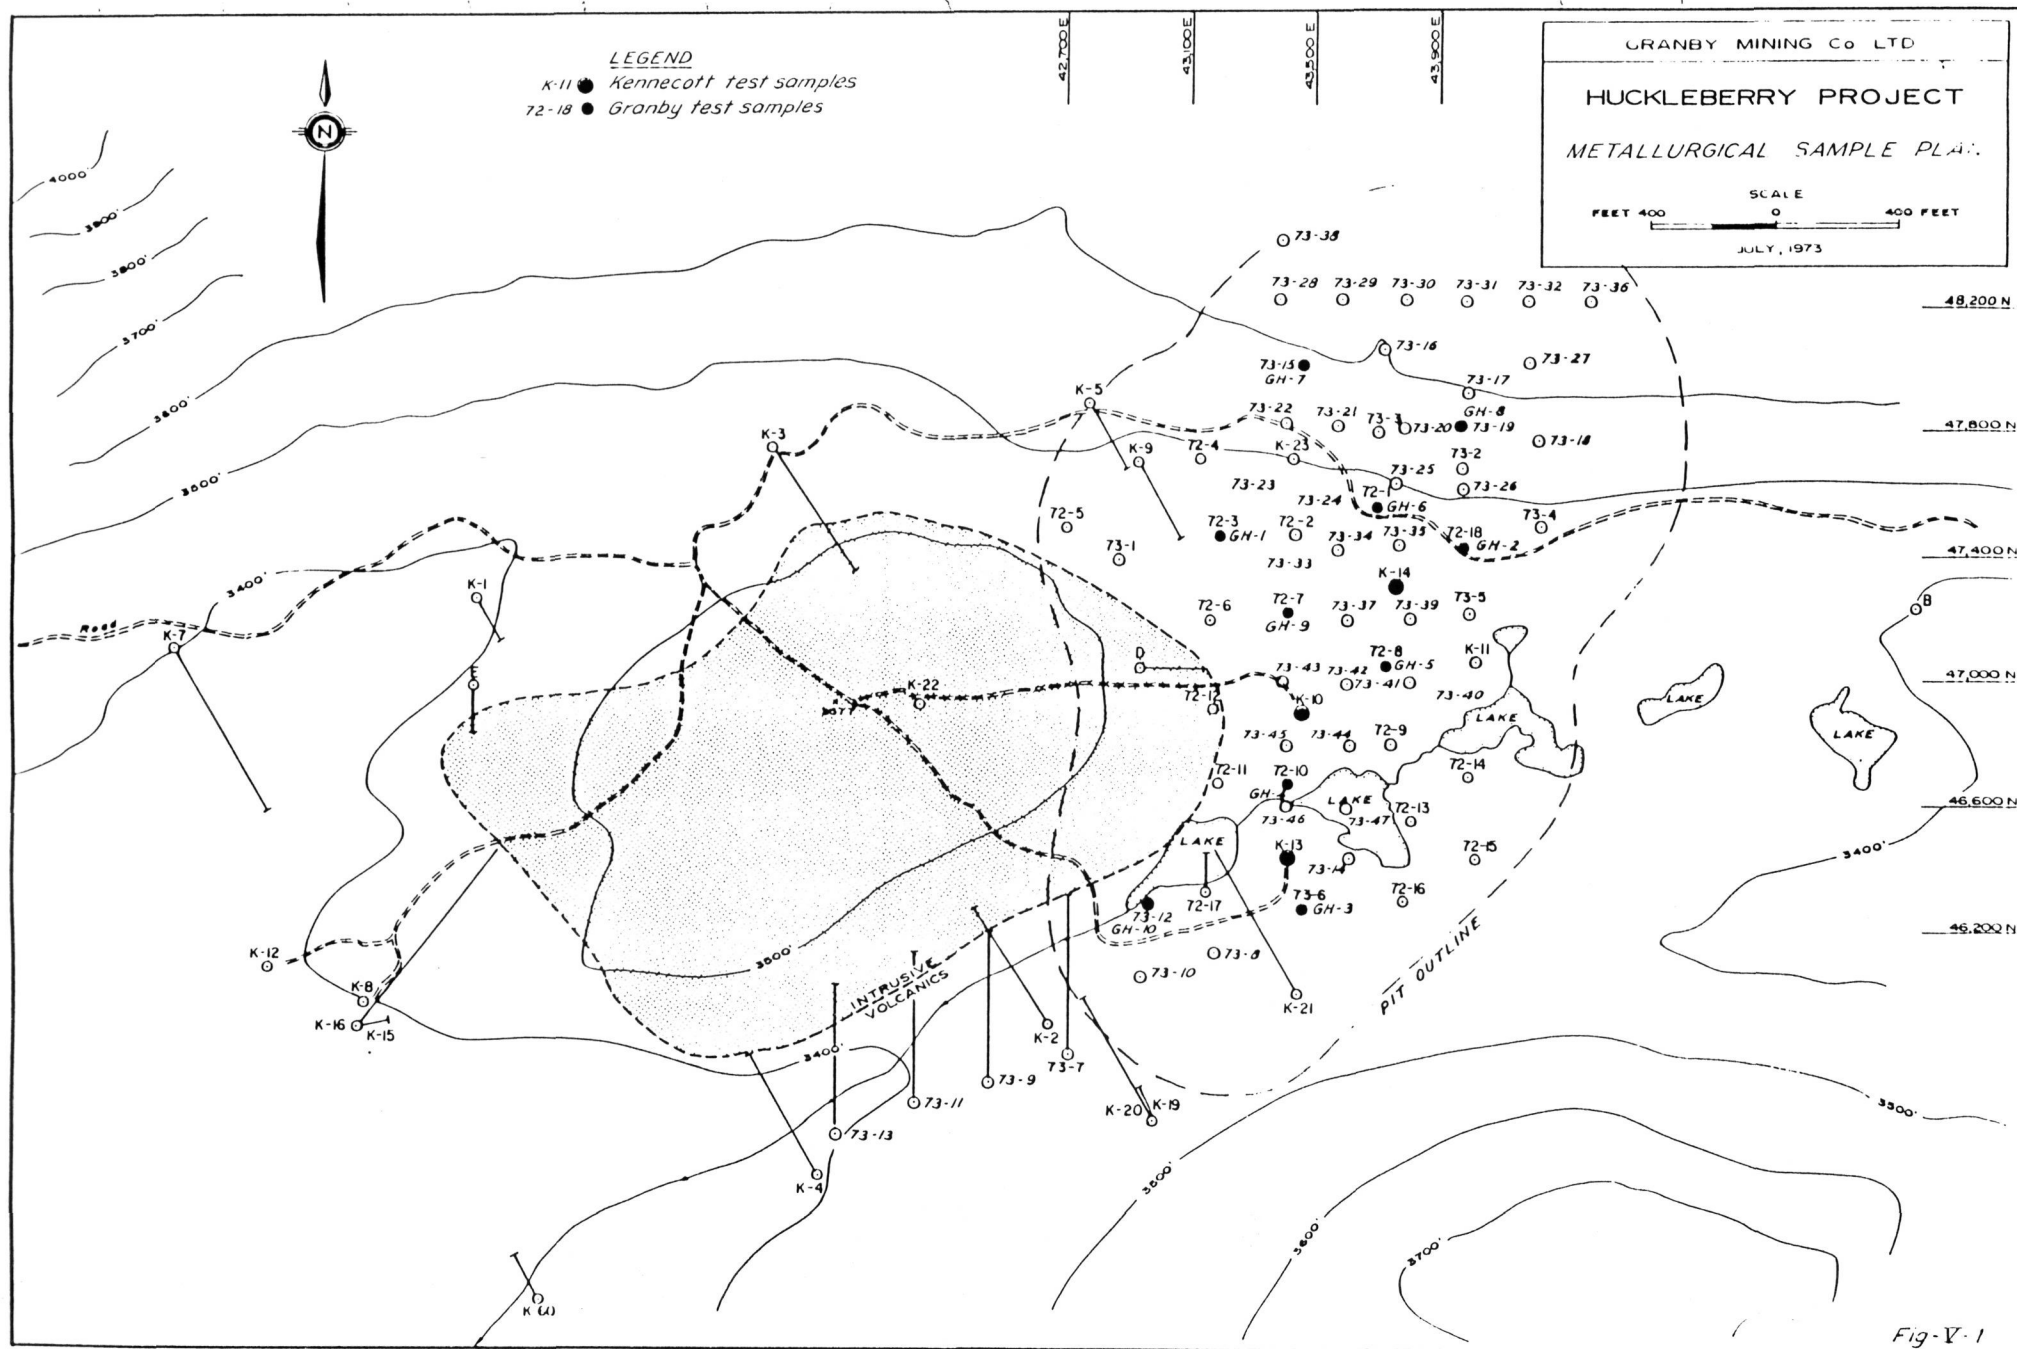 LEGEND
K-11 Kennecott test samples
72-18 Granby test samples
N
42,700 E
43,100 E
43,500 E
43,900 E
GRANBY MINING Co LTD
HUCKLEBERRY PROJECT
METALLURGICAL SAMPLE
SCALE
FEET 400 0 400 FEET
JULY, 1973
4000'
3900'
3800'
3700'
3600'
3500'
3400'
73-38
73-28 73-29 73-30 73-31 73-32 73-36
48,200 N
73-16
73-15
GH-7
73-27
73-17
GH-8
K-5
73-22 73-21 73-3 73-20 73-19
73-18
47,800 N
K-3
K-9 72-4 K-23
73-2
73-25
73-26
73-23
73-24
72-1
GH-6
72-5
72-3
GH-1
72-2
73-34
73-35
72-18
GH-2
73-4
73-1
73-33
47,400 N
K-1
K-14
72-6
72-7
GH-9
73-37
73-39
73-5
B
Road
K-7
E
D
72-8
GH-5
K-11
73-43
73-42
73-41
73-40
47,000 N
K-22
72-12
K-10
LAKE
LAKE
LAKE
73-45
73-44
72-9
72-11
72-10
GH-4
72-14
LAKE
73-46
73-47
72-13
46,600 N
LAKE
K-13
73-14
72-15
3400'
73-12
GH-10
72-17
73-6
GH-3
72-16
46,200 N
K-12
73-8
73-10
K-8
3500'
INTRUSIVE
VOLCANICS
K-21
PIT OUTLINE
K-16
K-15
K-2
3400'
73-7
73-9
73-11
K-20
K-19
73-13
K-4
3500'
3500'
3600'
3700'
Fig-V-1